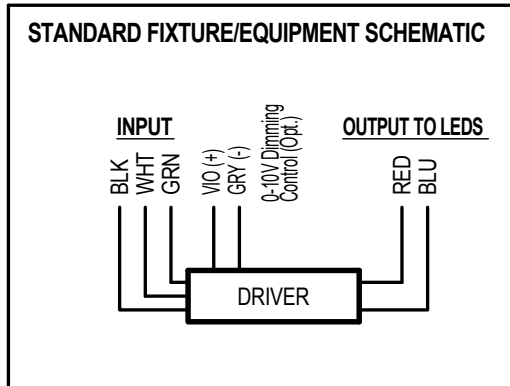 STANDARD FIXTURE/EQUIPMENT SCHEMATIC
INPUT
OUTPUT TO LEDS
BLK
WHT
GRN
VIO (+)
GRY (-)
0-10V Dimming
Control (Opt.)
RED
BLU
DRIVER